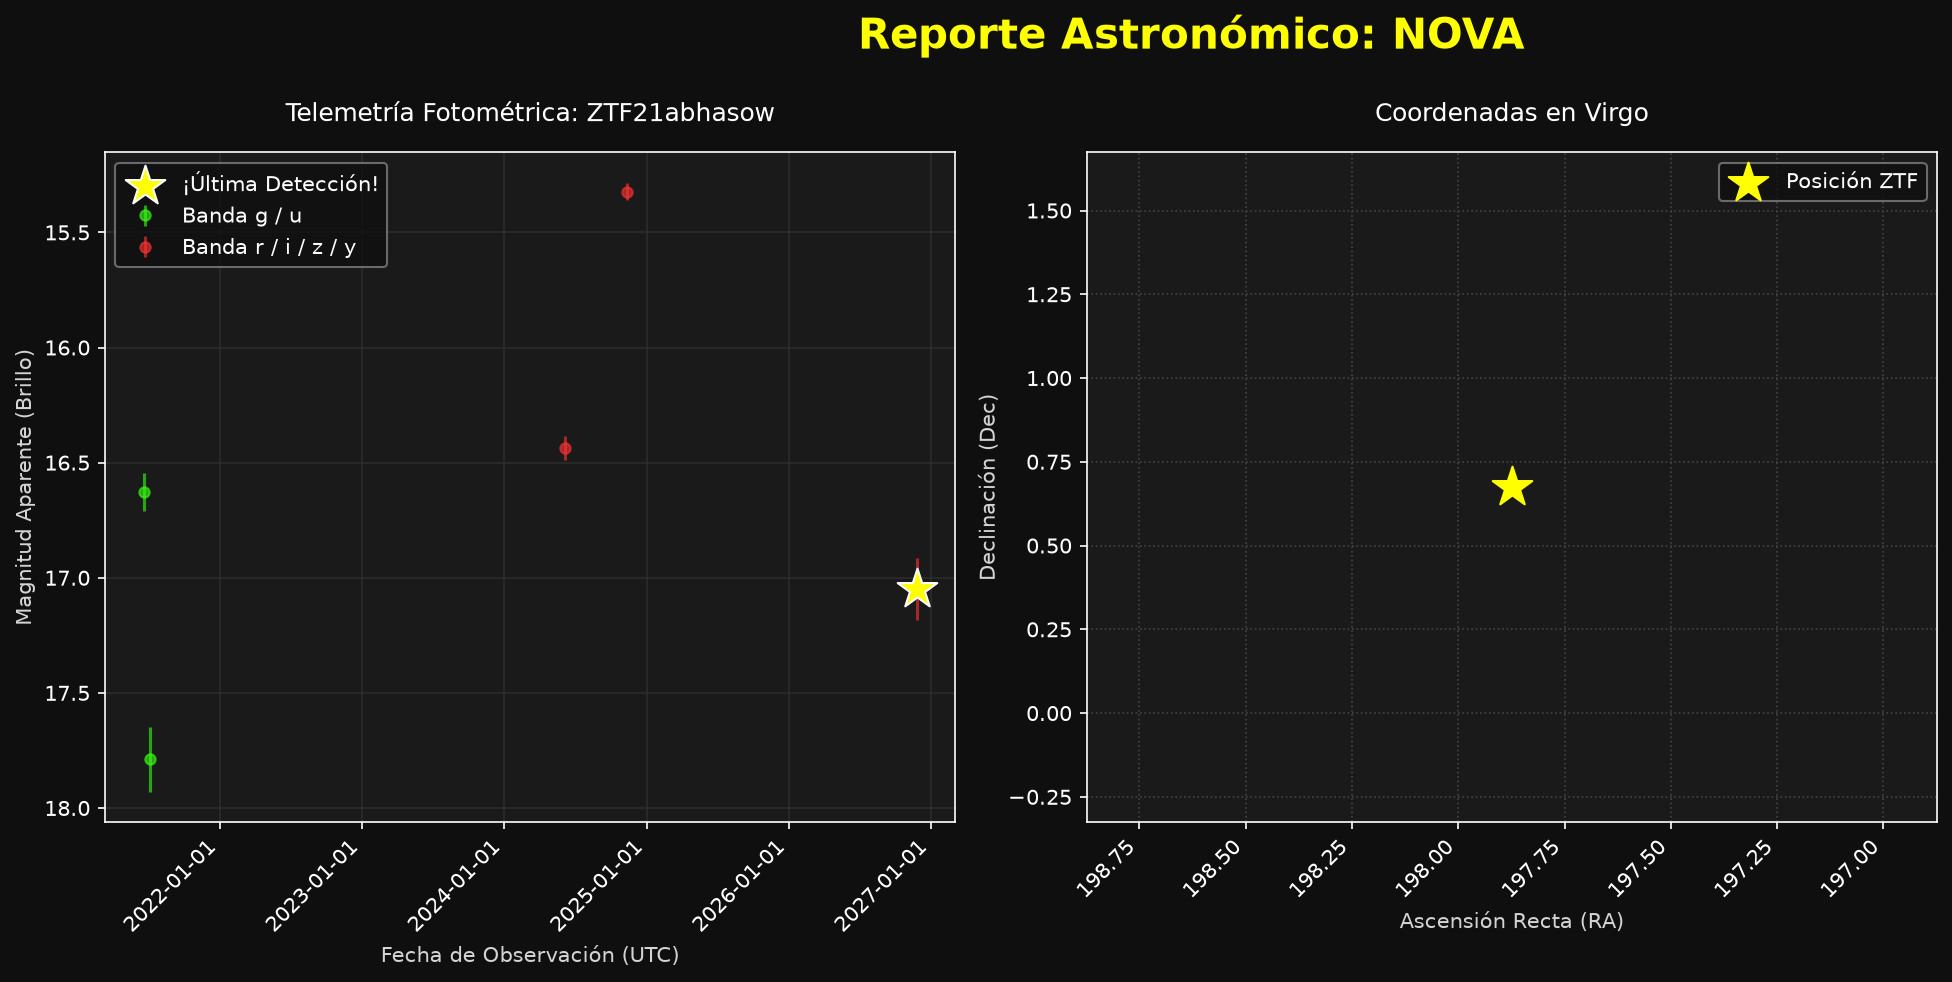 Reporte Astronómico: NOVA
Telemetría Fotométrica: ZTF21abhasow
¡Última Detección!
Banda g / u
Banda r / i / z / y
Magnitud Aparente (Brillo)
15.5
16.0
16.5
17.0
17.5
18.0
2022-01-01
2023-01-01
2024-01-01
2025-01-01
2026-01-01
2027-01-01
Fecha de Observación (UTC)
Coordenadas en Virgo
Posición ZTF
Declinación (Dec)
1.50
1.25
1.00
0.75
0.50
0.25
0.00
−0.25
198.75
198.50
198.25
198.00
197.75
197.50
197.25
197.00
Ascensión Recta (RA)